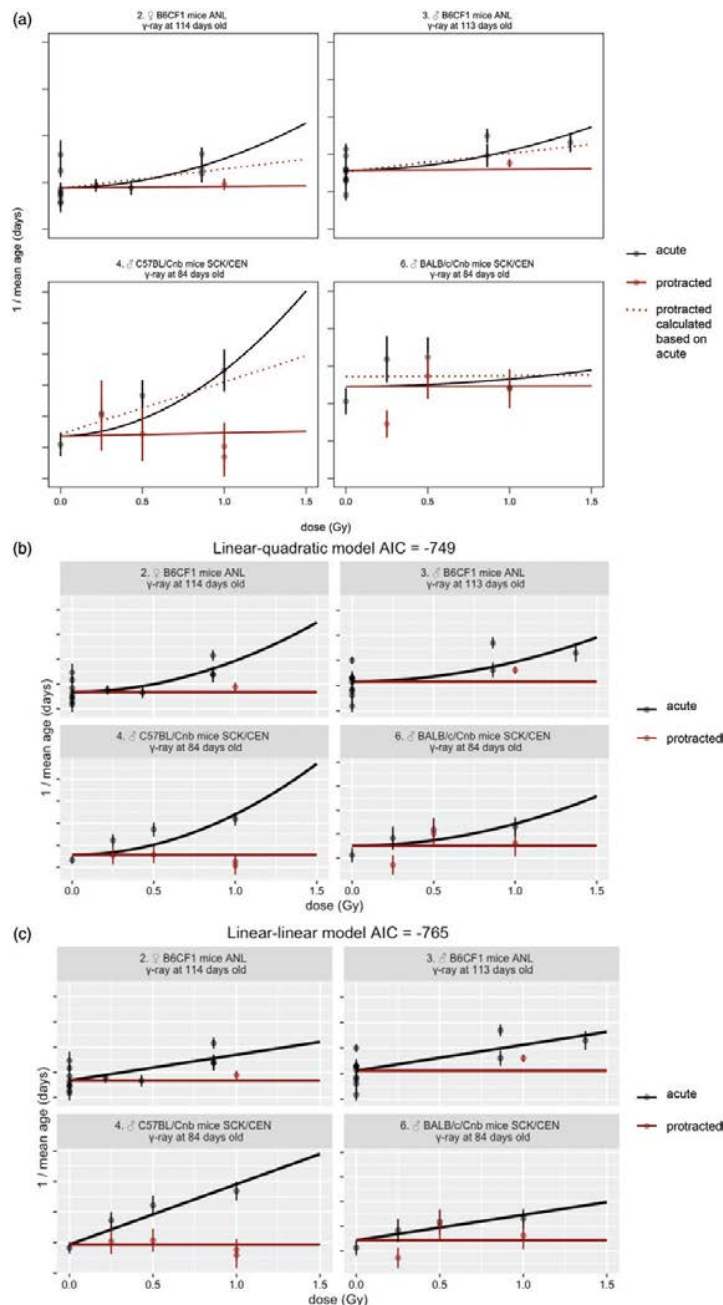 (a)
2. ♀ B6CF1 mice ANL
γ-ray at 114 days old
3. ♂ B6CF1 mice ANL
γ-ray at 113 days old
4. ♂ C57BL/Cnb mice SCK/CEN
γ-ray at 84 days old
6. ♂ BALB/c/Cnb mice SCK/CEN
γ-ray at 84 days old
1 / mean age (days)
0.0 0.5 1.0 1.5
0.0 0.5 1.0 1.5
dose (Gy)
acute
protracted
protracted
calculated
based on
acute
(b)
Linear-quadratic model AIC = -749
2. ♀ B6CF1 mice ANL
γ-ray at 114 days old
3. ♂ B6CF1 mice ANL
γ-ray at 113 days old
4. ♂ C57BL/Cnb mice SCK/CEN
γ-ray at 84 days old
6. ♂ BALB/c/Cnb mice SCK/CEN
γ-ray at 84 days old
1 / mean age (days)
0.0 0.5 1.0 1.5
0.0 0.5 1.0 1.5
dose (Gy)
acute
protracted
(c)
Linear-linear model AIC = -765
2. ♀ B6CF1 mice ANL
γ-ray at 114 days old
3. ♂ B6CF1 mice ANL
γ-ray at 113 days old
4. ♂ C57BL/Cnb mice SCK/CEN
γ-ray at 84 days old
6. ♂ BALB/c/Cnb mice SCK/CEN
γ-ray at 84 days old
1 / mean age (days)
0.0 0.5 1.0 1.5
0.0 0.5 1.0 1.5
dose (Gy)
acute
protracted